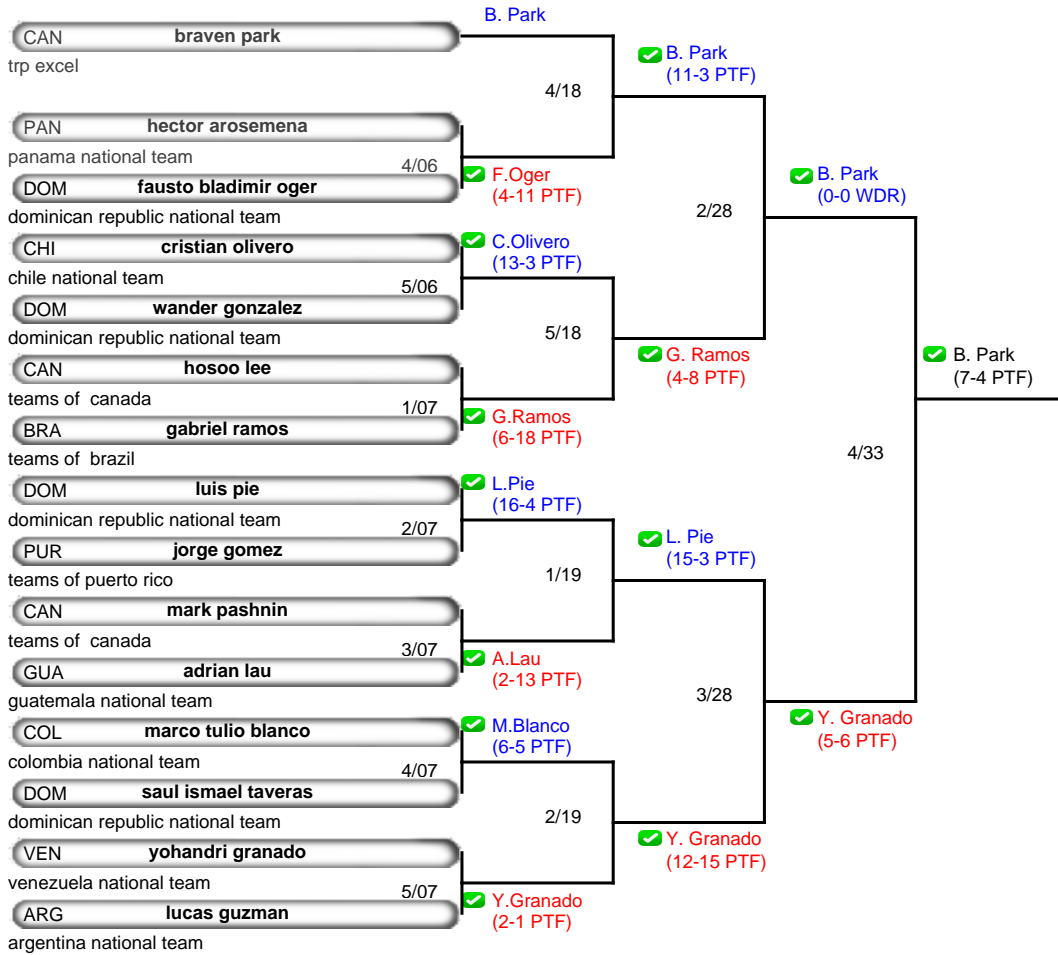 B. Park
CAN braven park
trp excel
B. Park
(11-3 PTF)
4/18
PAN hector arosemena
panama national team
4/06
DOM fausto bladimir oger
dominican republic national team
F.Oger
(4-11 PTF)
B. Park
(0-0 WDR)
2/28
CHI cristian olivero
chile national team
C.Olivero
(13-3 PTF)
5/06
DOM wander gonzalez
dominican republic national team
5/18
CAN hosoo lee
teams of  canada
G. Ramos
(4-8 PTF)
1/07
BRA gabriel ramos
teams of  brazil
G.Ramos
(6-18 PTF)
B. Park
(7-4 PTF)
4/33
DOM luis pie
dominican republic national team
L.Pie
(16-4 PTF)
2/07
PUR jorge gomez
teams of puerto rico
L. Pie
(15-3 PTF)
1/19
CAN mark pashnin
teams of  canada
3/07
GUA adrian lau
guatemala national team
A.Lau
(2-13 PTF)
3/28
COL marco tulio blanco
colombia national team
M.Blanco
(6-5 PTF)
Y. Granado
(5-6 PTF)
4/07
DOM saul ismael taveras
dominican republic national team
2/19
VEN yohandri granado
venezuela national team
Y. Granado
(12-15 PTF)
5/07
ARG lucas guzman
argentina national team
Y.Granado
(2-1 PTF)